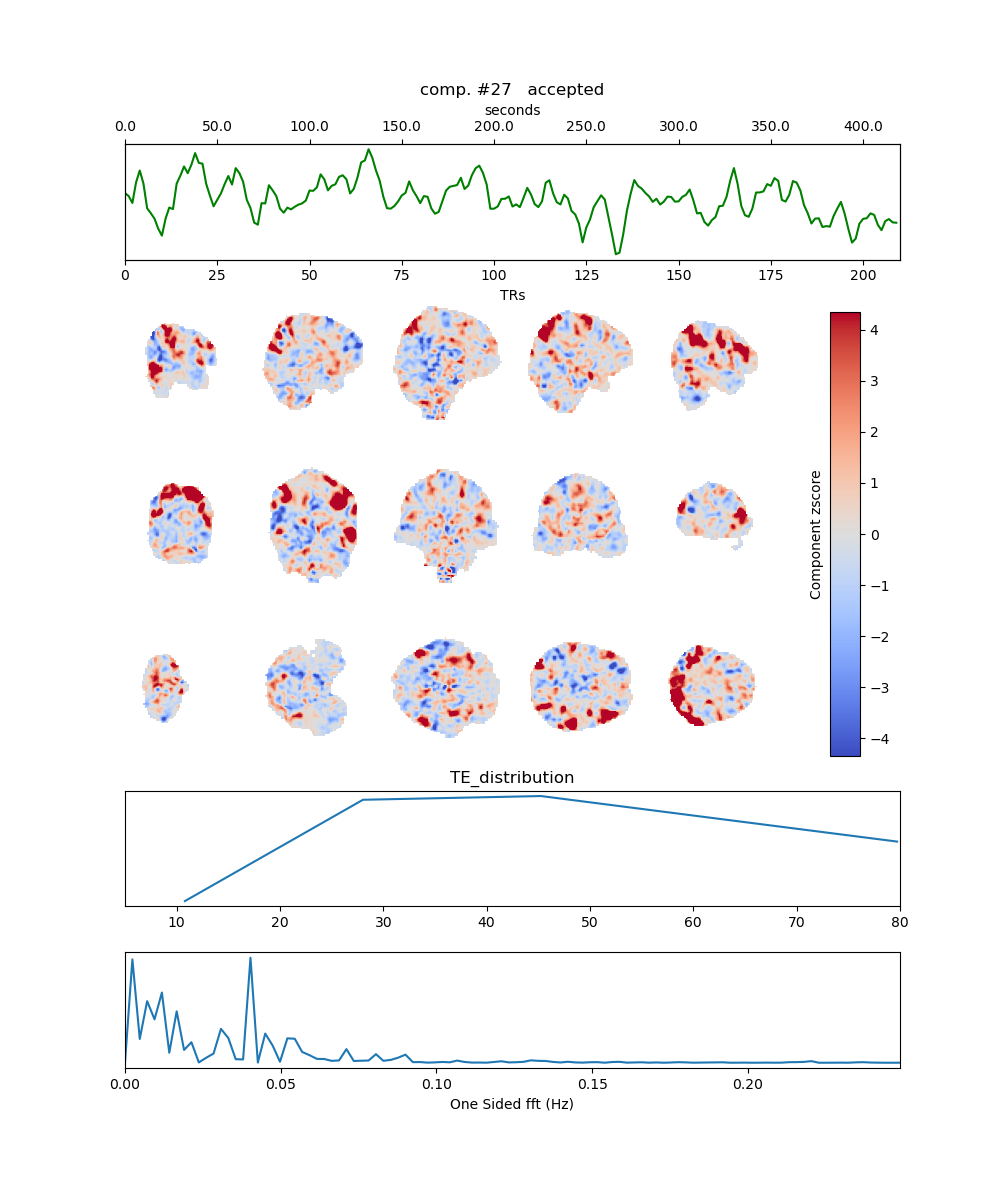 comp. #27   accepted
seconds
0.0 50.0 100.0 150.0 200.0 250.0 300.0 350.0 400.0
0 25 50 75 100 125 150 175 200
TRs
4
3
2
1
0
−1
−2
−3
−4
Component zscore
TE_distribution
10 20 30 40 50 60 70 80
0.00 0.05 0.10 0.15 0.20
One Sided fft (Hz)